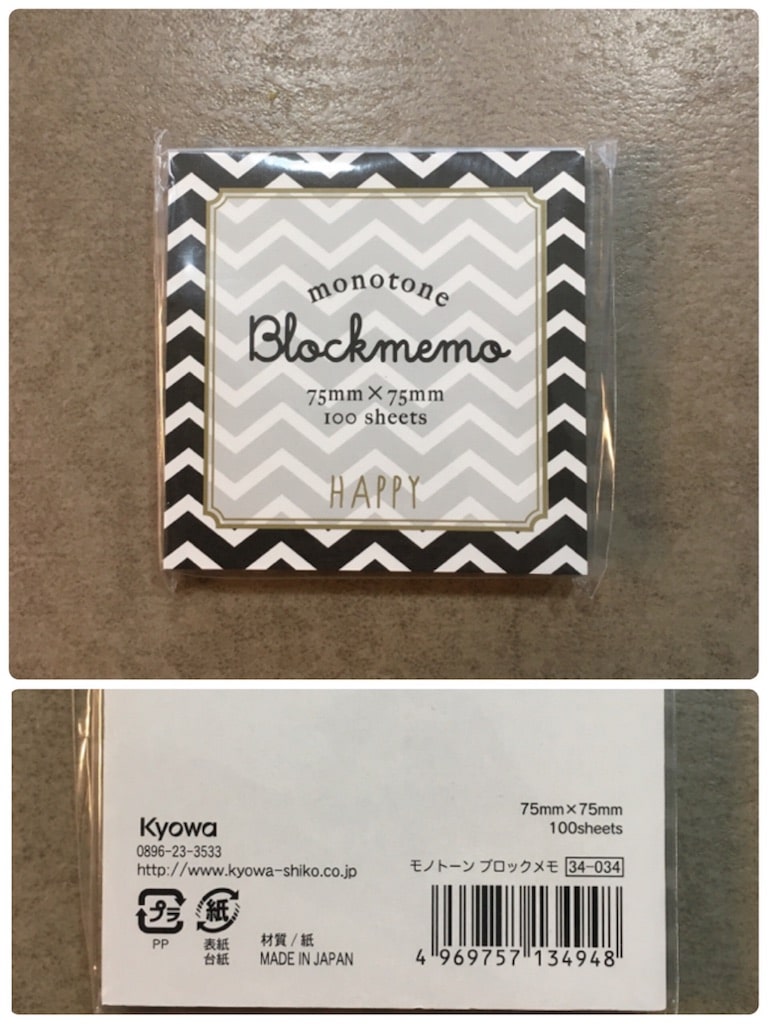 monotone
Blockmemo
75mm×75mm
100 sheets
HAPPY
75mm×75mm
100sheets
Kyowa
0896-23-3533
http://www.kyowa-shiko.co.jp
モノトーン ブロックメモ 34-034
プラ
PP
紙
表紙
台紙
材質/紙
MADE IN JAPAN
4 969757 134948